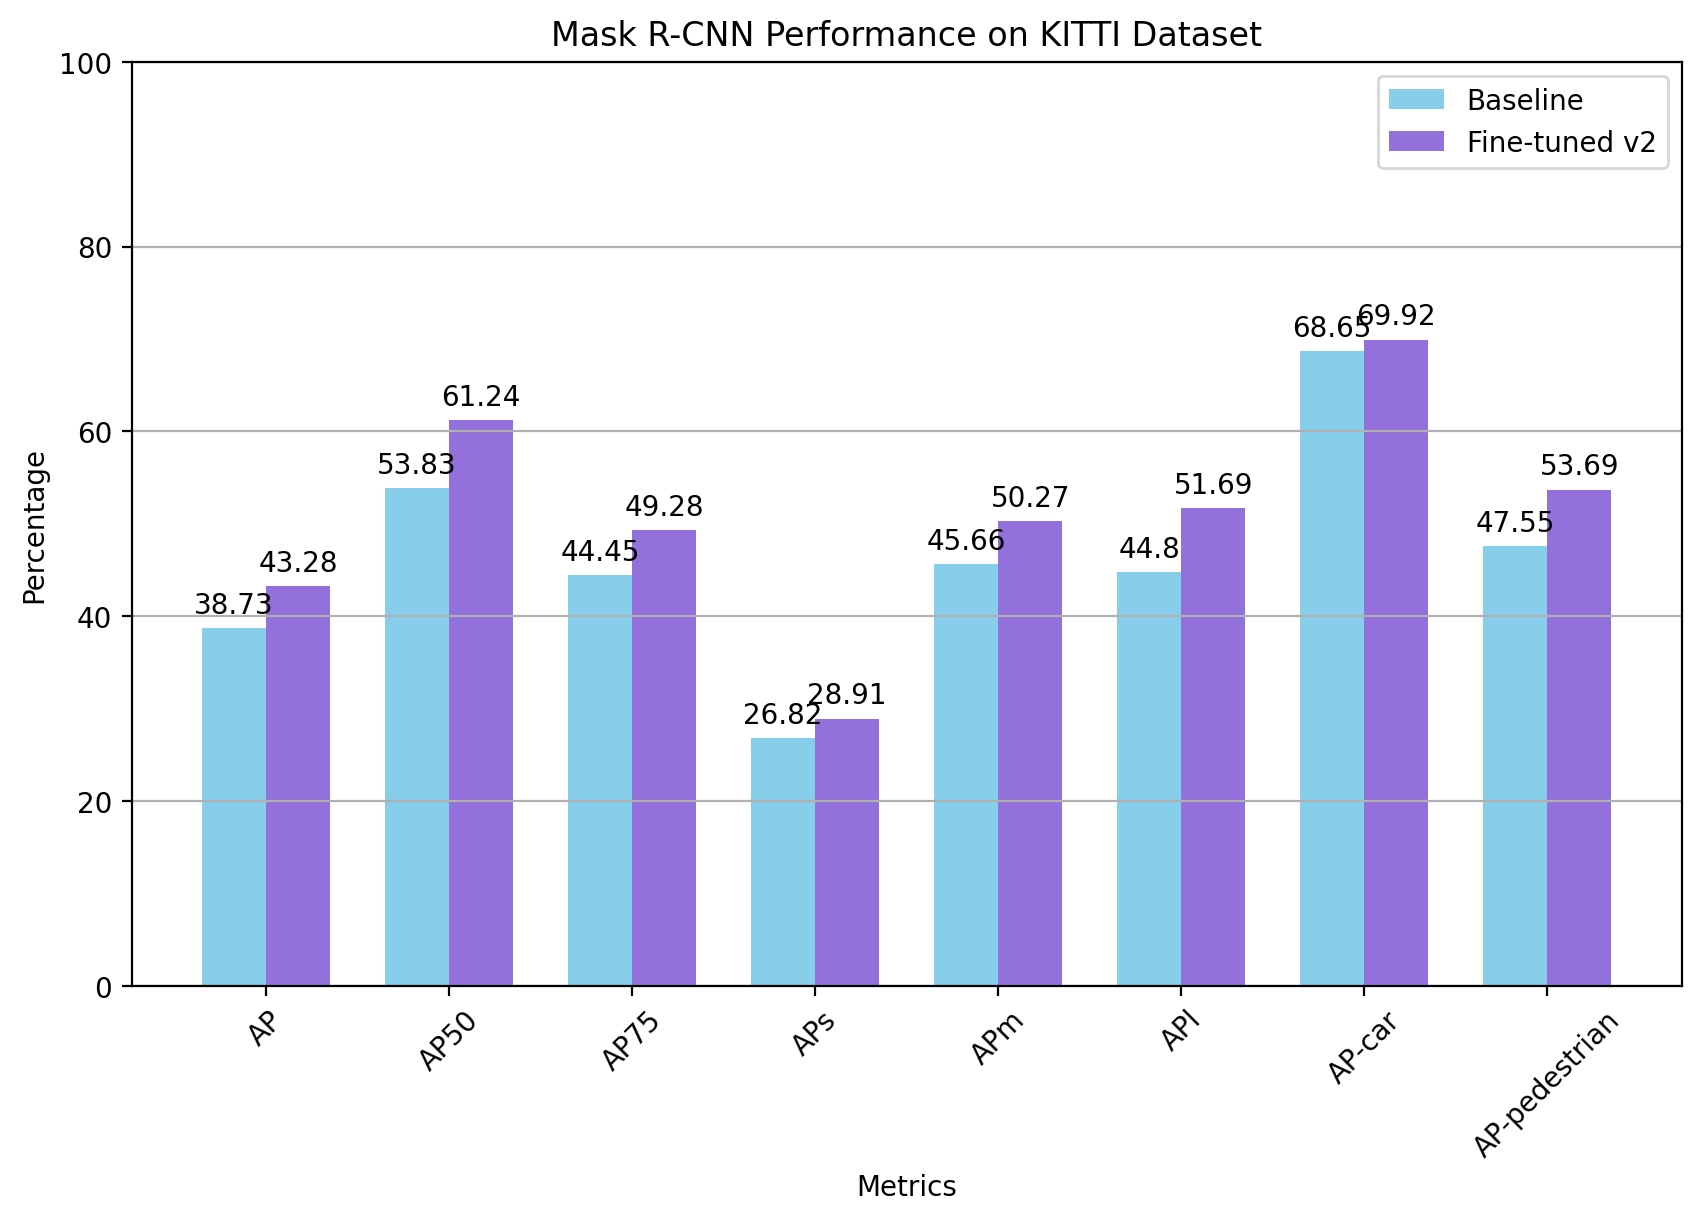 Mask R-CNN Performance on KITTI Dataset
100
80
60
40
20
0
Percentage
Baseline
Fine-tuned v2
38.73
43.28
53.83
61.24
44.45
49.28
26.82
28.91
45.66
50.27
44.8
51.69
68.65
69.92
47.55
53.69
AP
AP50
AP75
APs
APm
APl
AP-car
AP-pedestrian
Metrics